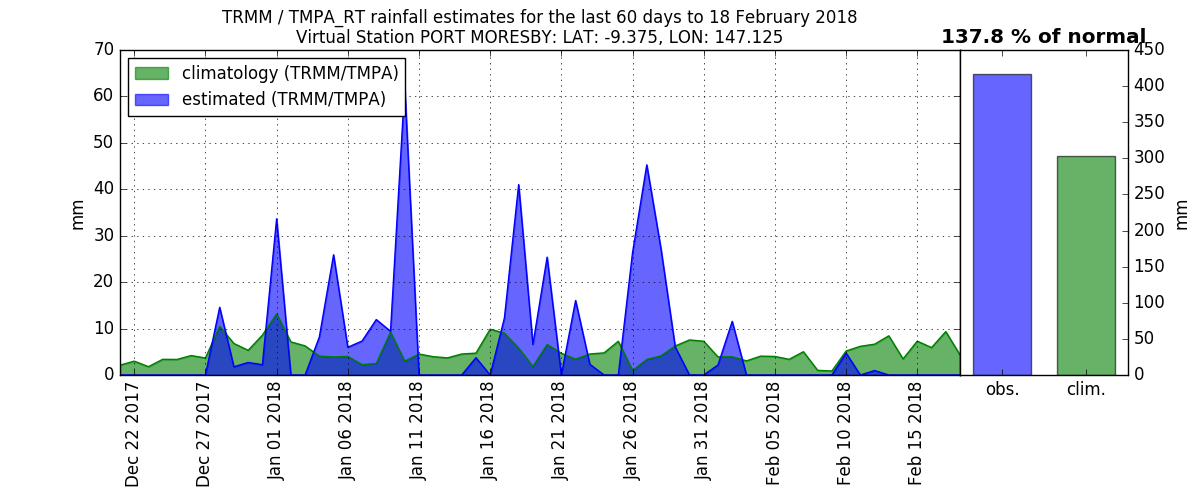 TRMM / TMPA_RT rainfall estimates for the last 60 days to 18 February 2018
Virtual Station PORT MORESBY: LAT: -9.375, LON: 147.125
137.8 % of normal
climatology (TRMM/TMPA)
estimated (TRMM/TMPA)
70
60
50
40
30
20
10
0
mm
Dec 22 2017
Dec 27 2017
Jan 01 2018
Jan 06 2018
Jan 11 2018
Jan 16 2018
Jan 21 2018
Jan 26 2018
Jan 31 2018
Feb 05 2018
Feb 10 2018
Feb 15 2018
obs.
clim.
450
400
350
300
250
200
150
100
50
0
mm